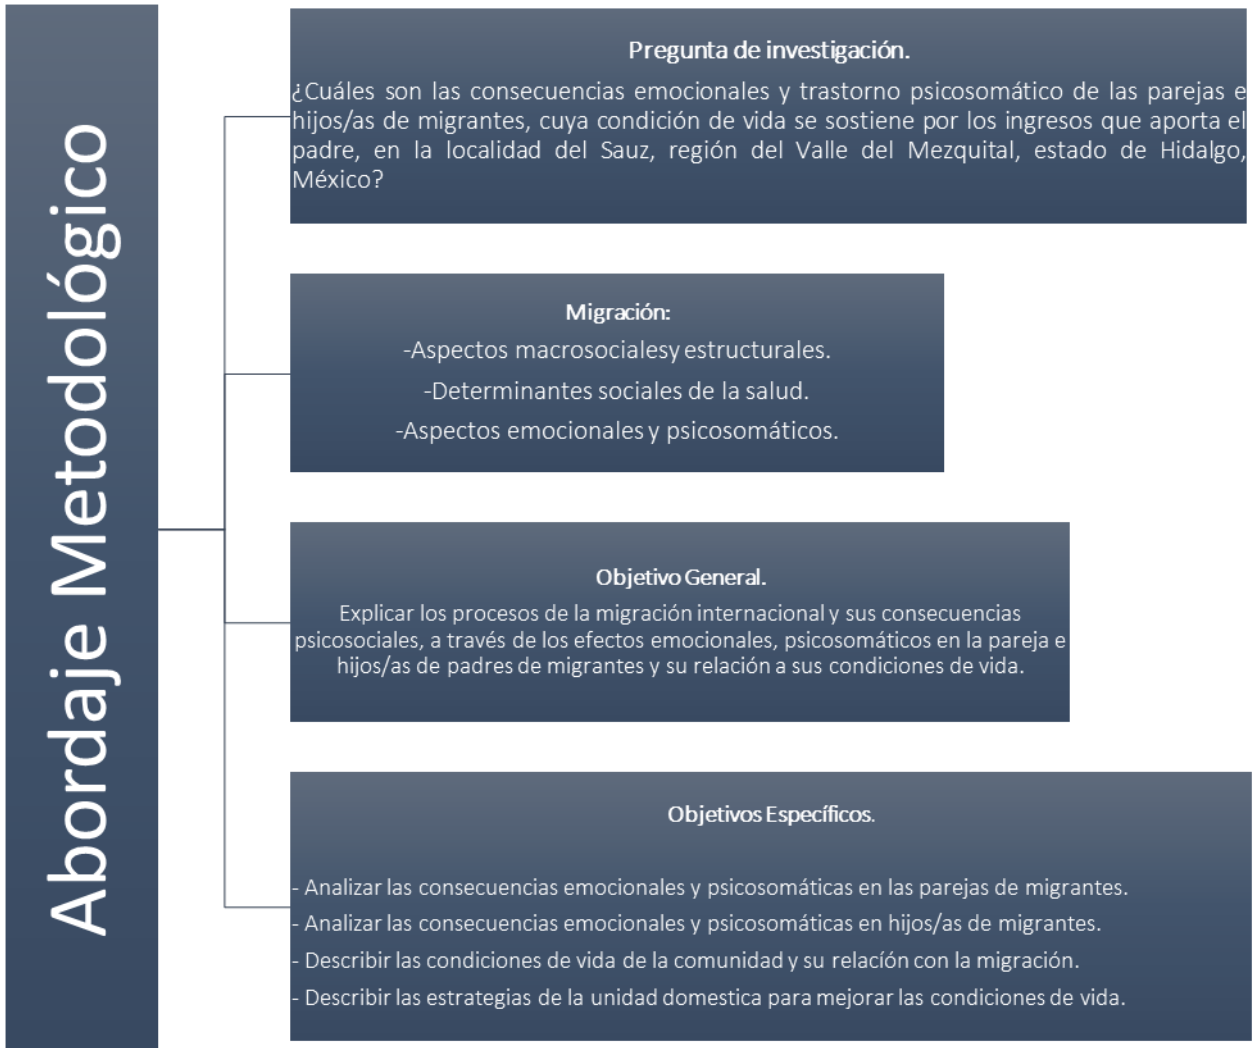 Abordaje Metodológico
Pregunta de investigación.
¿Cuáles son las consecuencias emocionales y trastorno psicosomático de las parejas e
hijos/as de migrantes, cuya condición de vida se sostiene por los ingresos que aporta el
padre, en la localidad del Sauz, región del Valle del Mezquital, estado de Hidalgo,
México?
Migración:
-Aspectos macrosocialesy estructurales.
-Determinantes sociales de la salud.
-Aspectos emocionales y psicosomáticos.
Objetivo General.
Explicar los procesos de la migración internacional y sus consecuencias
psicosociales, a través de los efectos emocionales, psicosomáticos en la pareja e
hijos/as de padres de migrantes y su relación a sus condiciones de vida.
Objetivos Específicos.
- Analizar las consecuencias emocionales y psicosomáticas en las parejas de migrantes.
- Analizar las consecuencias emocionales y psicosomáticas en hijos/as de migrantes.
- Describir las condiciones de vida de la comunidad y su relacíón con la migración.
- Describir las estrategias de la unidad domestica para mejorar las condiciones de vida.